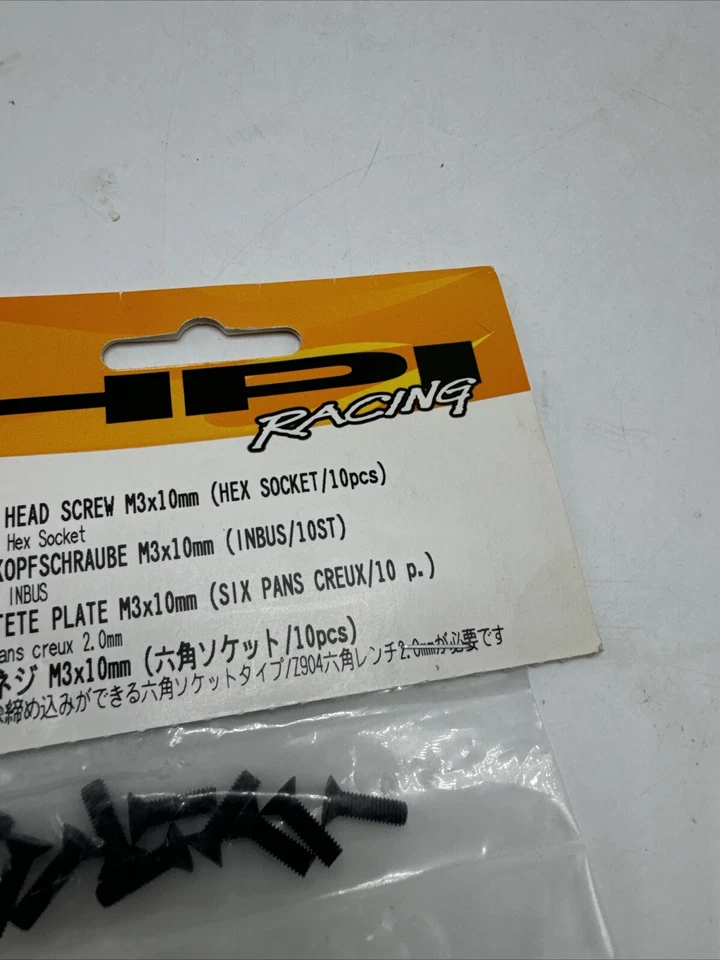 HPI
RACING
HEAD SCREW M3x10mm (HEX SOCKET/10pcs)
Hex Socket
KOPFSCHRAUBE M3x10mm (INBUS/10ST)
INBUS
TETE PLATE M3x10mm (SIX PANS CREUX/10 p.)
ans creux 2.0mm
ネジ M3x10mm (六角ソケット/10pcs)
締め込みができる六角ソケットタイプ/Z904六角レンチ2.0mmが必要です